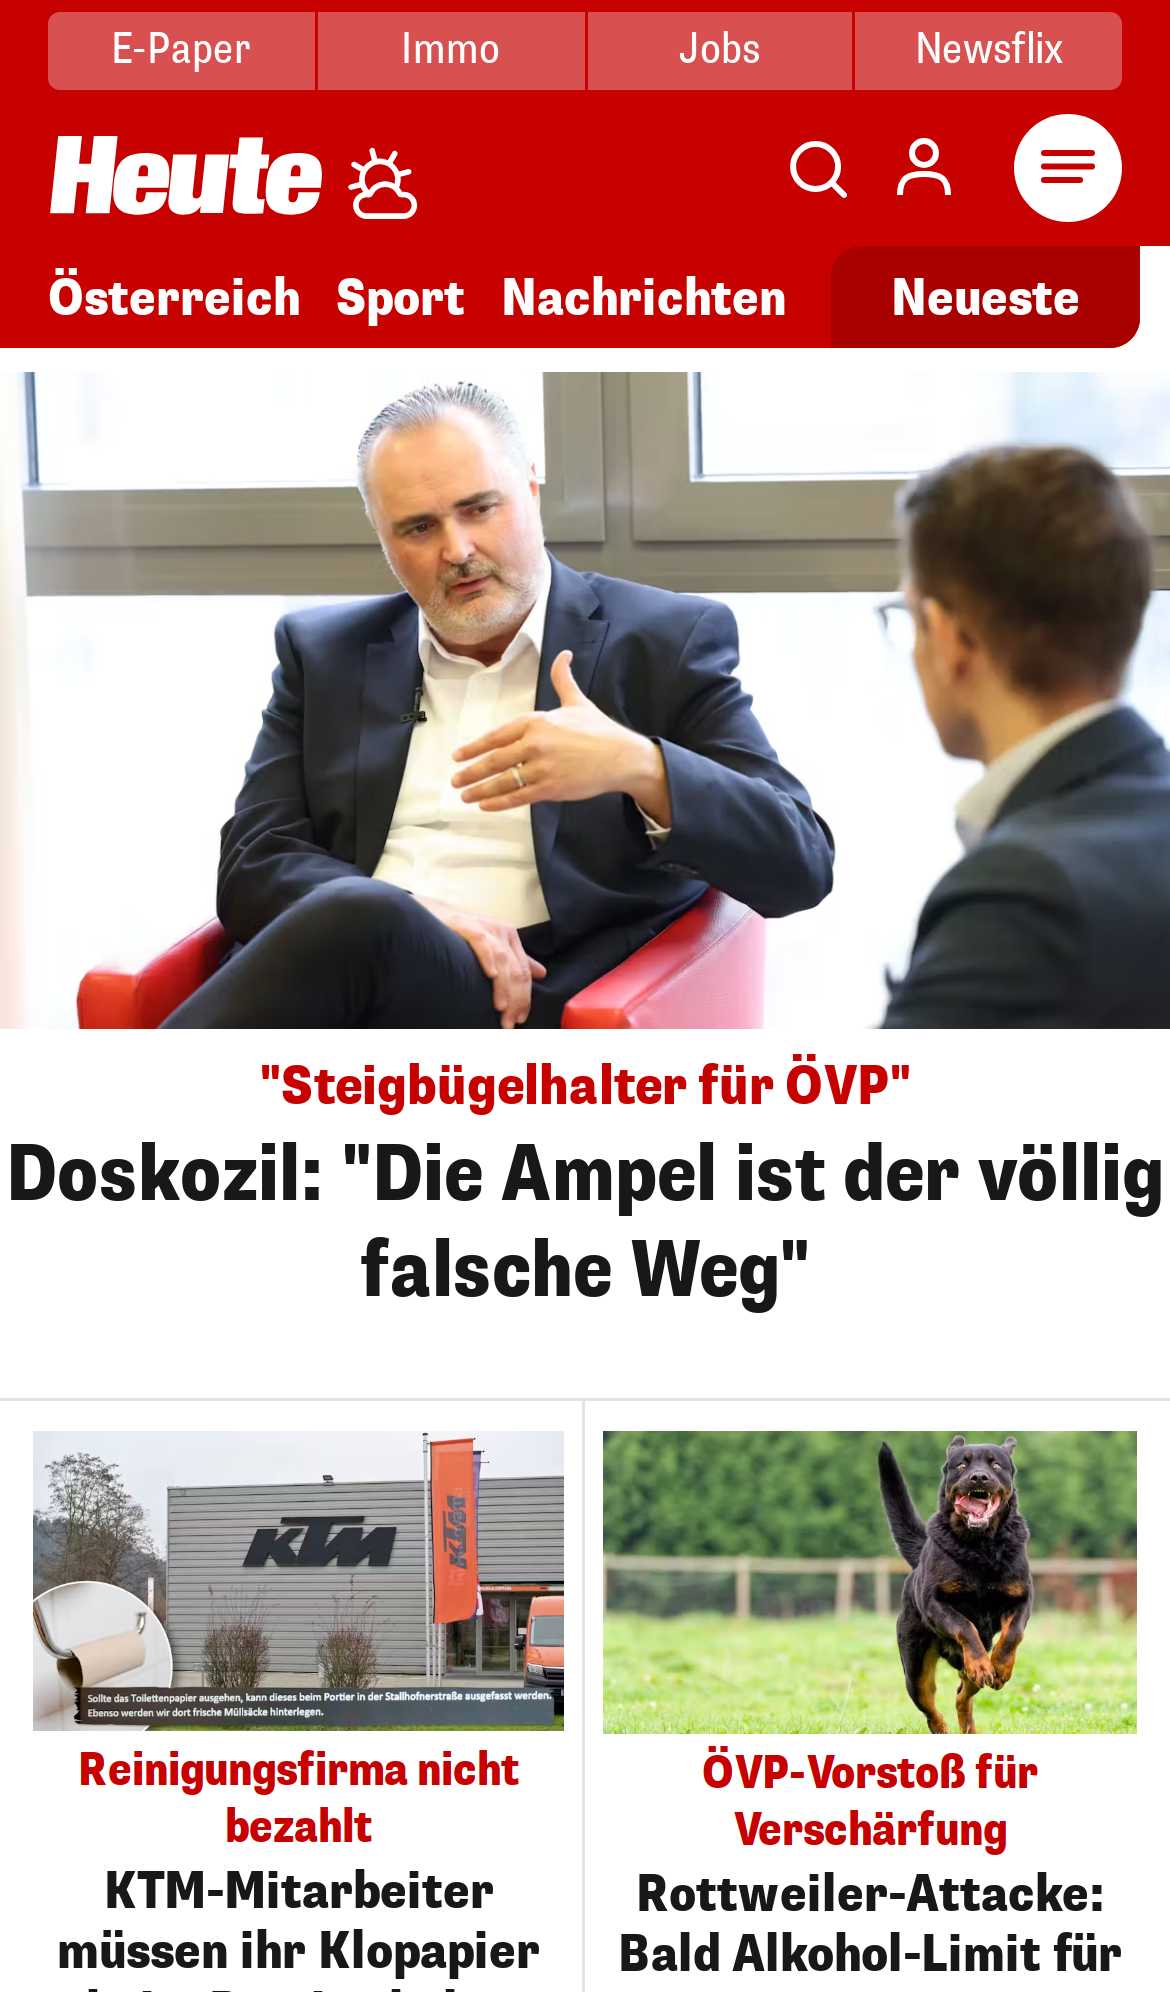 E-Paper
Immo
Jobs
Newsflix
Heute
Österreich
Sport
Nachrichten
Neueste
"Steigbügelhalter für ÖVP"
Doskozil: "Die Ampel ist der völlig
falsche Weg"
KTM
KTM
Sollte das Toilettenpapier ausgehen, kann dieses beim Portier in der Stallhofnerstraße ausgefasst werden.
Ebenso werden wir dort frische Müllsäcke hinterlegen.
Reinigungsfirma nicht
bezahlt
KTM-Mitarbeiter
müssen ihr Klopapier
ÖVP-Vorstoß für
Verschärfung
Rottweiler-Attacke:
Bald Alkohol-Limit für